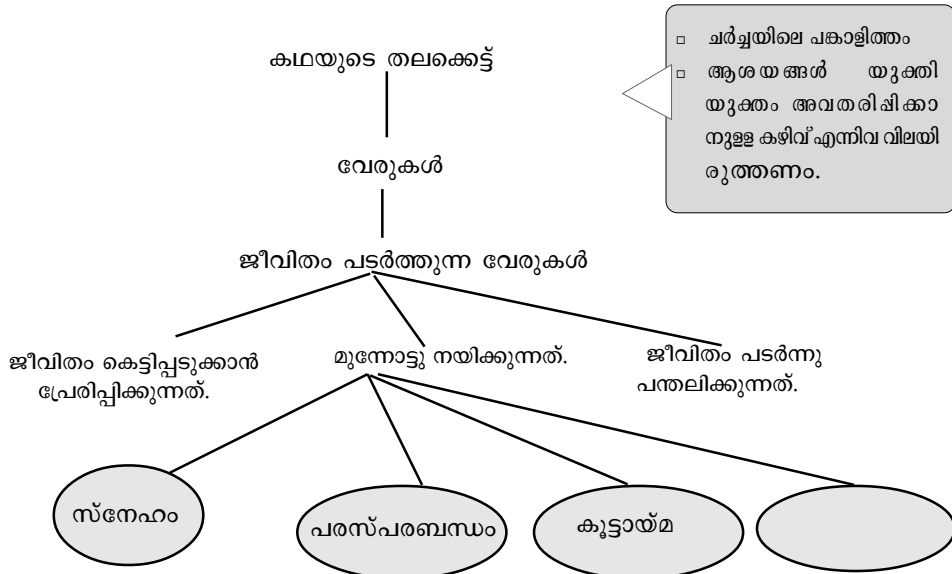 കഥയുടെ തലക്കെട്ട്
വേരുകൾ
ജീവിതം പടർത്തുന്ന വേരുകൾ
ജീവിതം കെട്ടിപ്പടുക്കാൻ
പ്രേരിപ്പിക്കുന്നത്.
മുന്നോട്ടു നയിക്കുന്നത്.
ജീവിതം പടർന്നു
പന്തലിക്കുന്നത്.
സ്നേഹം
പരസ്പരബന്ധം
കൂട്ടായ്മ
▫ ചർച്ചയിലെ പങ്കാളിത്തം
▫ ആശയങ്ങൾ യുക്തി
യുക്തം അവതരിപ്പിക്കാ
നുളള കഴിവ് എന്നിവ വിലയി
രുത്തണം.